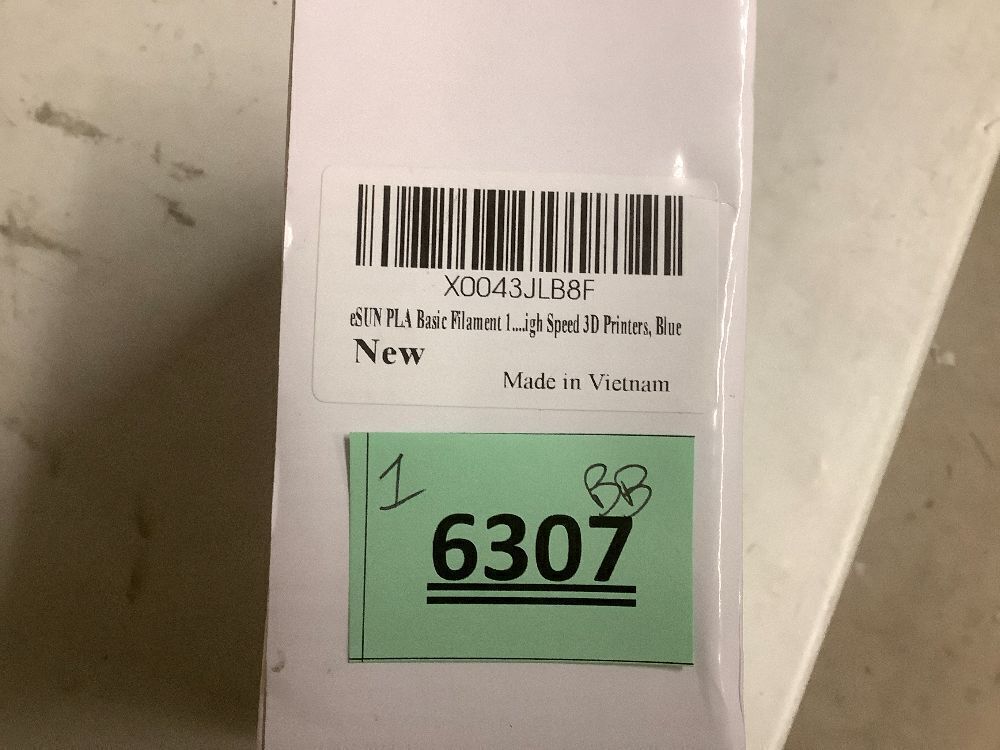 X0043JLB8F
eSUN PLA Basic Filament 1....igh Speed 3D Printers, Blue
New
Made in Vietnam
1 BB
6307